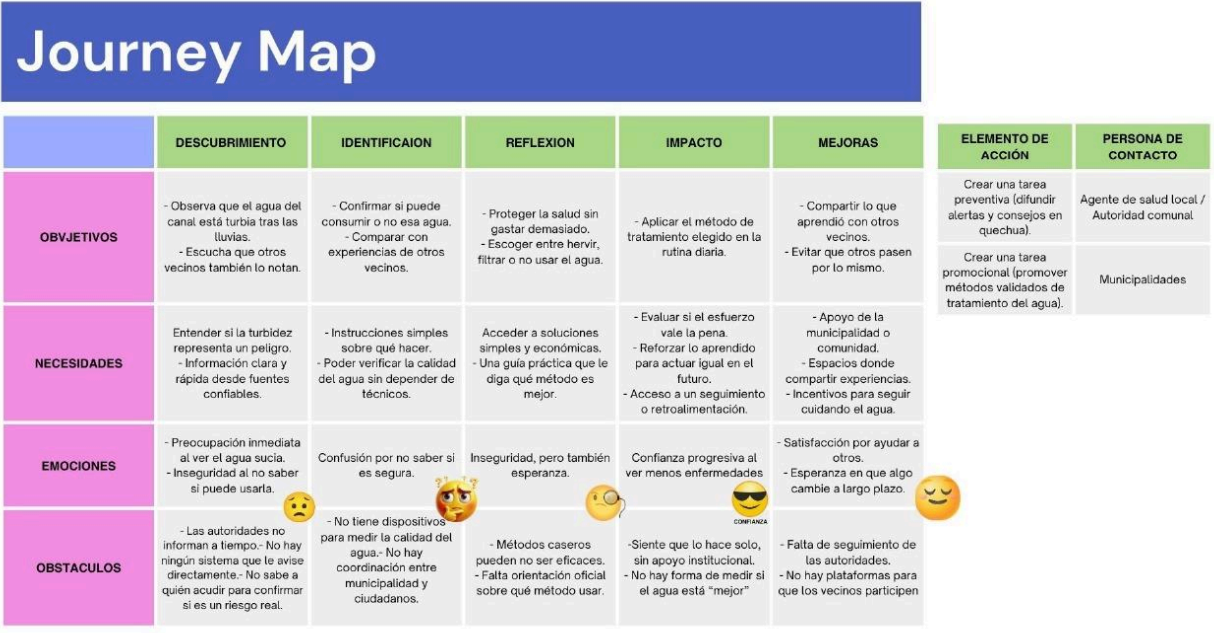 Journey Map
DESCUBRIMIENTO
IDENTIFICAION
REFLEXION
IMPACTO
MEJORAS
OBVJETIVOS
- Observa que el agua del
canal está turbia tras las
lluvias.
- Escucha que otros
vecinos también lo notan.
- Confirmar si puede
consumir o no esa agua.
- Comparar con
experiencias de otros
vecinos.
- Proteger la salud sin
gastar demasiado.
- Escoger entre hervir,
filtrar o no usar el agua.
- Aplicar el método de
tratamiento elegido en la
rutina diaria.
- Compartir lo que
aprendió con otros
vecinos.
- Evitar que otros pasen
por lo mismo.
NECESIDADES
Entender si la turbidez
representa un peligro.
- Información clara y
rápida desde fuentes
confiables.
- Instrucciones simples
sobre qué hacer.
- Poder verificar la calidad
del agua sin depender de
técnicos.
Acceder a soluciones
simples y económicas.
- Una guía práctica que le
diga qué método es
mejor.
- Evaluar si el esfuerzo
vale la pena.
- Reforzar lo aprendido
para actuar igual en el
futuro.
- Acceso a un seguimiento
o retroalimentación.
- Apoyo de la
municipalidad o
comunidad.
- Espacios donde
compartir experiencias.
- Incentivos para seguir
cuidando el agua.
EMOCIONES
- Preocupación inmediata
al ver el agua sucia.
- Inseguridad al no saber
si puede usarla.
Confusión por no saber si
es segura.
Inseguridad, pero también
esperanza.
Confianza progresiva al
ver menos enfermedades
CONFIANZA
- Satisfacción por ayudar a
otros.
- Esperanza en que algo
cambie a largo plazo.
OBSTACULOS
- Las autoridades no
informan a tiempo.- No hay
ningún sistema que le avise
directamente.- No sabe a
quién acudir para confirmar
si es un riesgo real.
- No tiene dispositivos
para medir la calidad del
agua.- No hay
coordinación entre
municipalidad y
ciudadanos.
- Métodos caseros
pueden no ser eficaces.
- Falta orientación oficial
sobre qué método usar.
-Siente que lo hace solo,
sin apoyo institucional.
- No hay forma de medir si
el agua está “mejor”
- Falta de seguimiento de
las autoridades.
- No hay plataformas para
que los vecinos participen
ELEMENTO DE
ACCIÓN
PERSONA DE
CONTACTO
Crear una tarea
preventiva (difundir
alertas y consejos en
quechua).
Agente de salud local /
Autoridad comunal
Crear una tarea
promocional (promover
métodos validados de
tratamiento del agua).
Municipalidades